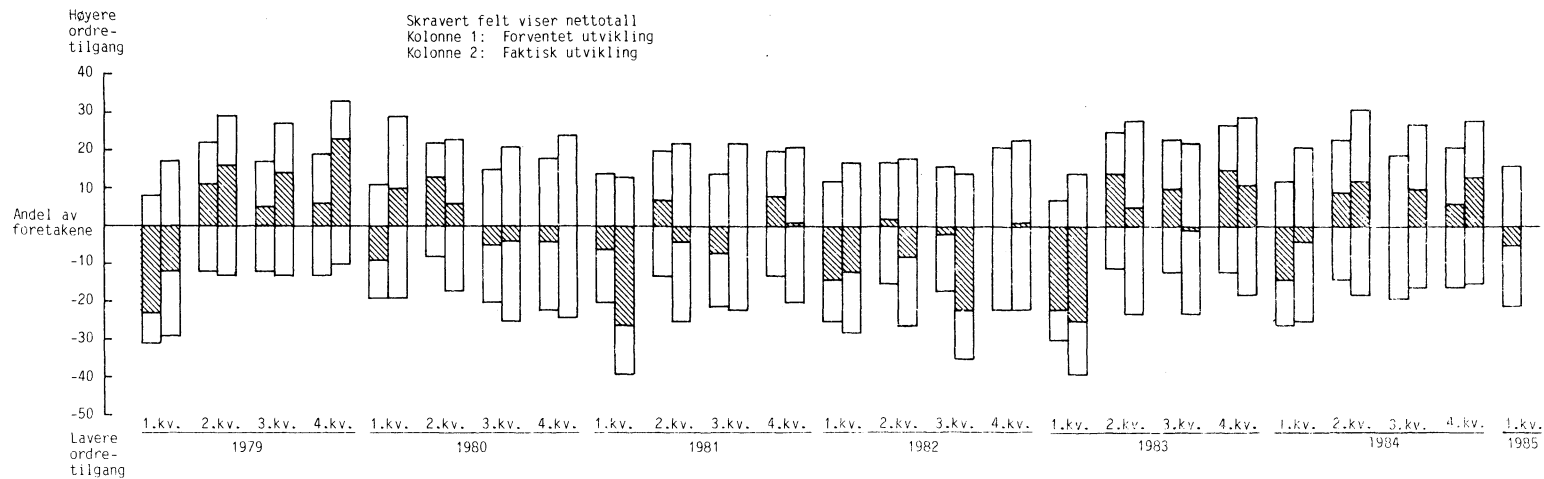 Høyere
ordre-
tilgang
Skravert felt viser nettotall
Kolonne 1: Forventet utvikling
Kolonne 2: Faktisk utvikling
40
30
20
10
Andel av
foretakene
-10
-20
-30
-40
-50
1.kv. 2.kv. 3.kv. 4.kv. 1.kv. 2.kv. 3.kv. 4.kv. 1.kv. 2.kv. 3.kv. 4.kv. 1.kv. 2.kv. 3.kv. 4.kv. 1.kv. 2.kv. 3.kv. 4.kv. 1.kv. 2.kv. 3.kv. 4.kv. 1.kv.
1979 1980 1981 1982 1983 1984 1985
Lavere
ordre-
tilgang